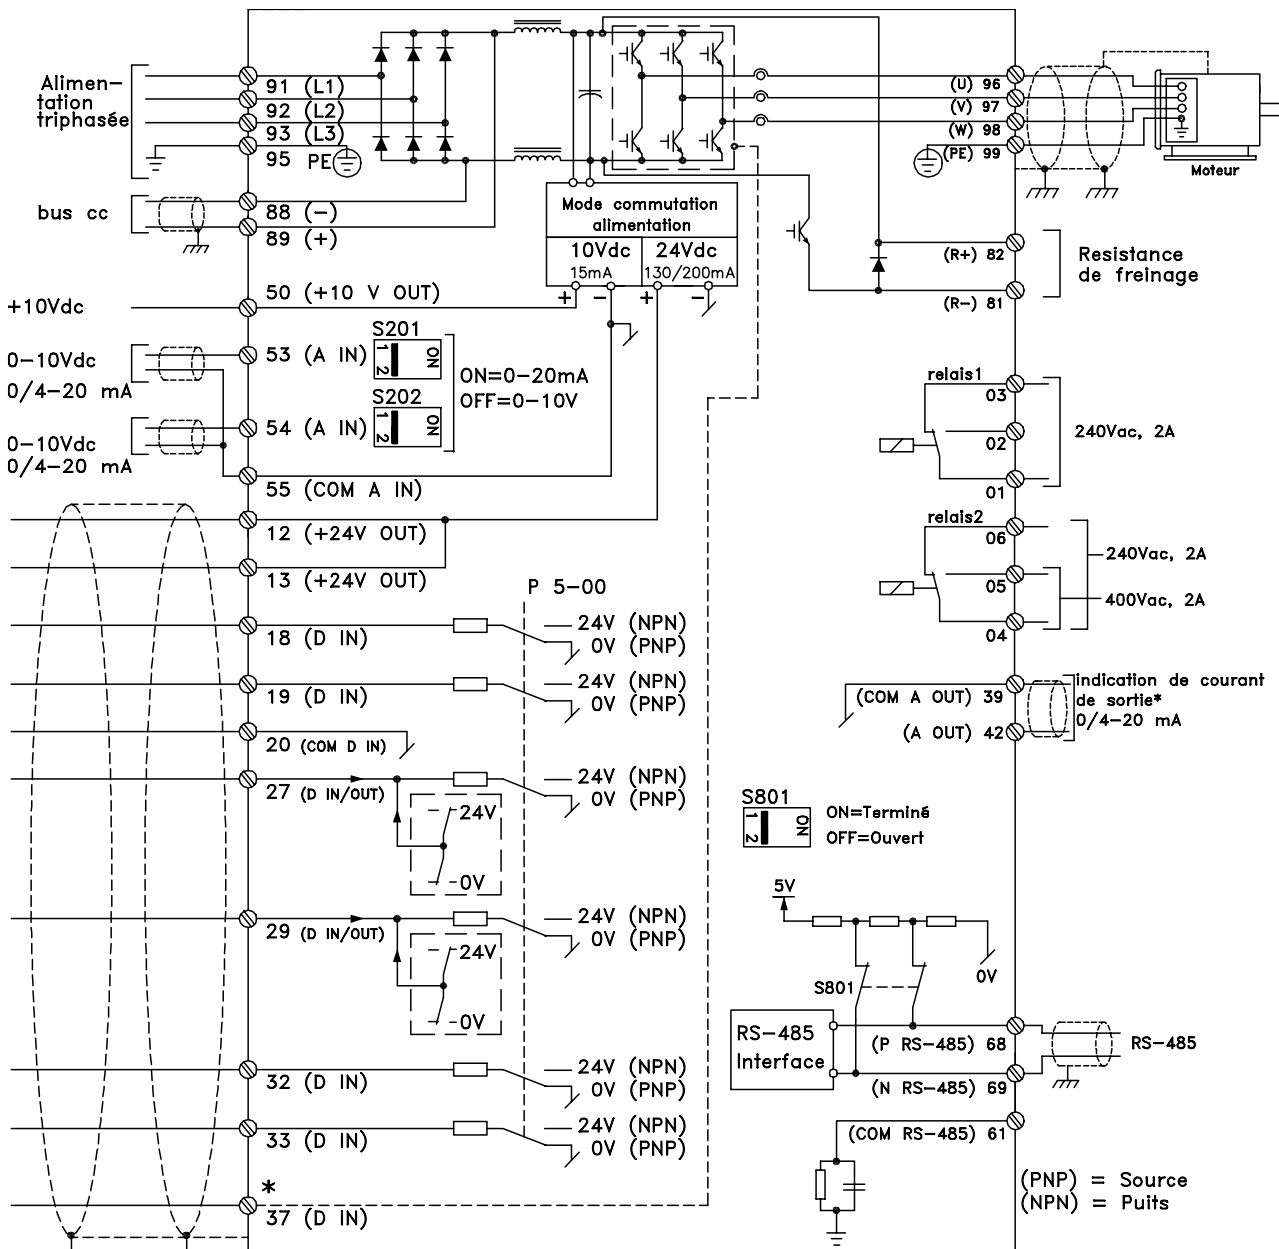 Alimen-
tation
triphasée
91 (L1)
92 (L2)
93 (L3)
95 PE
bus cc
88 (-)
89 (+)
+10Vdc
50 (+10 V OUT)
0-10Vdc
0/4-20 mA
53 (A IN)
S201
1 2
ON
ON=0-20mA
OFF=0-10V
S202
1 2
ON
0-10Vdc
0/4-20 mA
54 (A IN)
55 (COM A IN)
12 (+24V OUT)
13 (+24V OUT)
P 5-00
18 (D IN)
24V (NPN)
0V (PNP)
19 (D IN)
24V (NPN)
0V (PNP)
20 (COM D IN)
27 (D IN/OUT)
24V (NPN)
0V (PNP)
24V
0V
29 (D IN/OUT)
24V (NPN)
0V (PNP)
24V
0V
32 (D IN)
24V (NPN)
0V (PNP)
33 (D IN)
24V (NPN)
0V (PNP)
*
37 (D IN)
Mode commutation
alimentation
10Vdc
15mA
24Vdc
130/200mA
+ - + -
(U) 96
(V) 97
(W) 98
(PE) 99
Moteur
(R+) 82
(R-) 81
Resistance
de freinage
relais1
03
02
01
240Vac, 2A
relais2
06
05
04
240Vac, 2A
400Vac, 2A
(COM A OUT) 39
(A OUT) 42
indication de courant
de sortie*
0/4-20 mA
S801
1 2
ON
ON=Terminé
OFF=Ouvert
5V
0V
S801
RS-485
Interface
(P RS-485) 68
(N RS-485) 69
RS-485
(COM RS-485) 61
(PNP) = Source
(NPN) = Puits